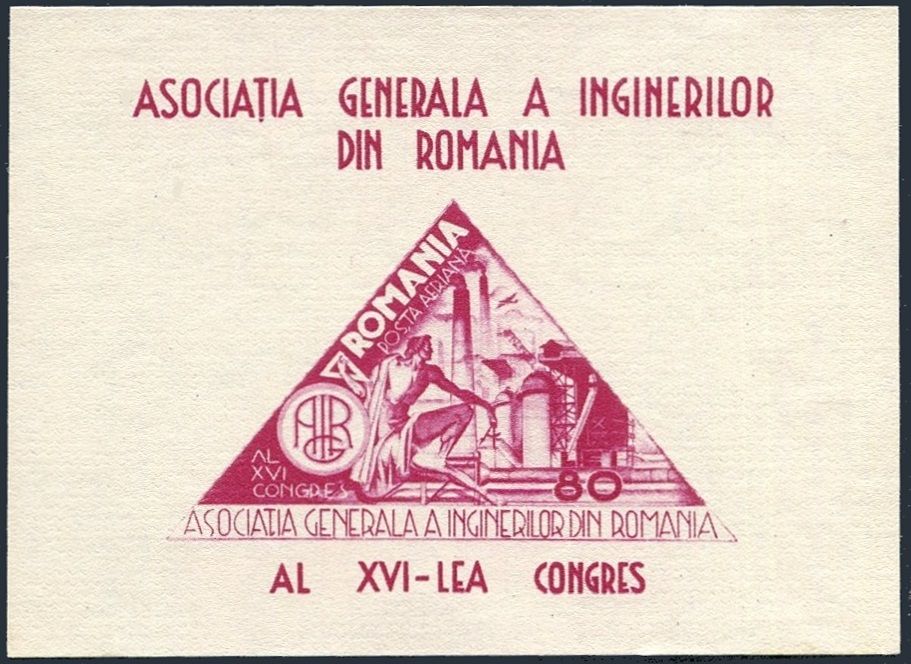 ASOCIAȚIA GENERALA A INGINERILOR
DIN ROMANIA
ROMANIA
POSTA AERIANA
AGIR
AL
XVI
CONGRES
80
ASOCIATIA GENERALA A INGINERILOR DIN ROMANIA
AL XVI-LEA CONGRES